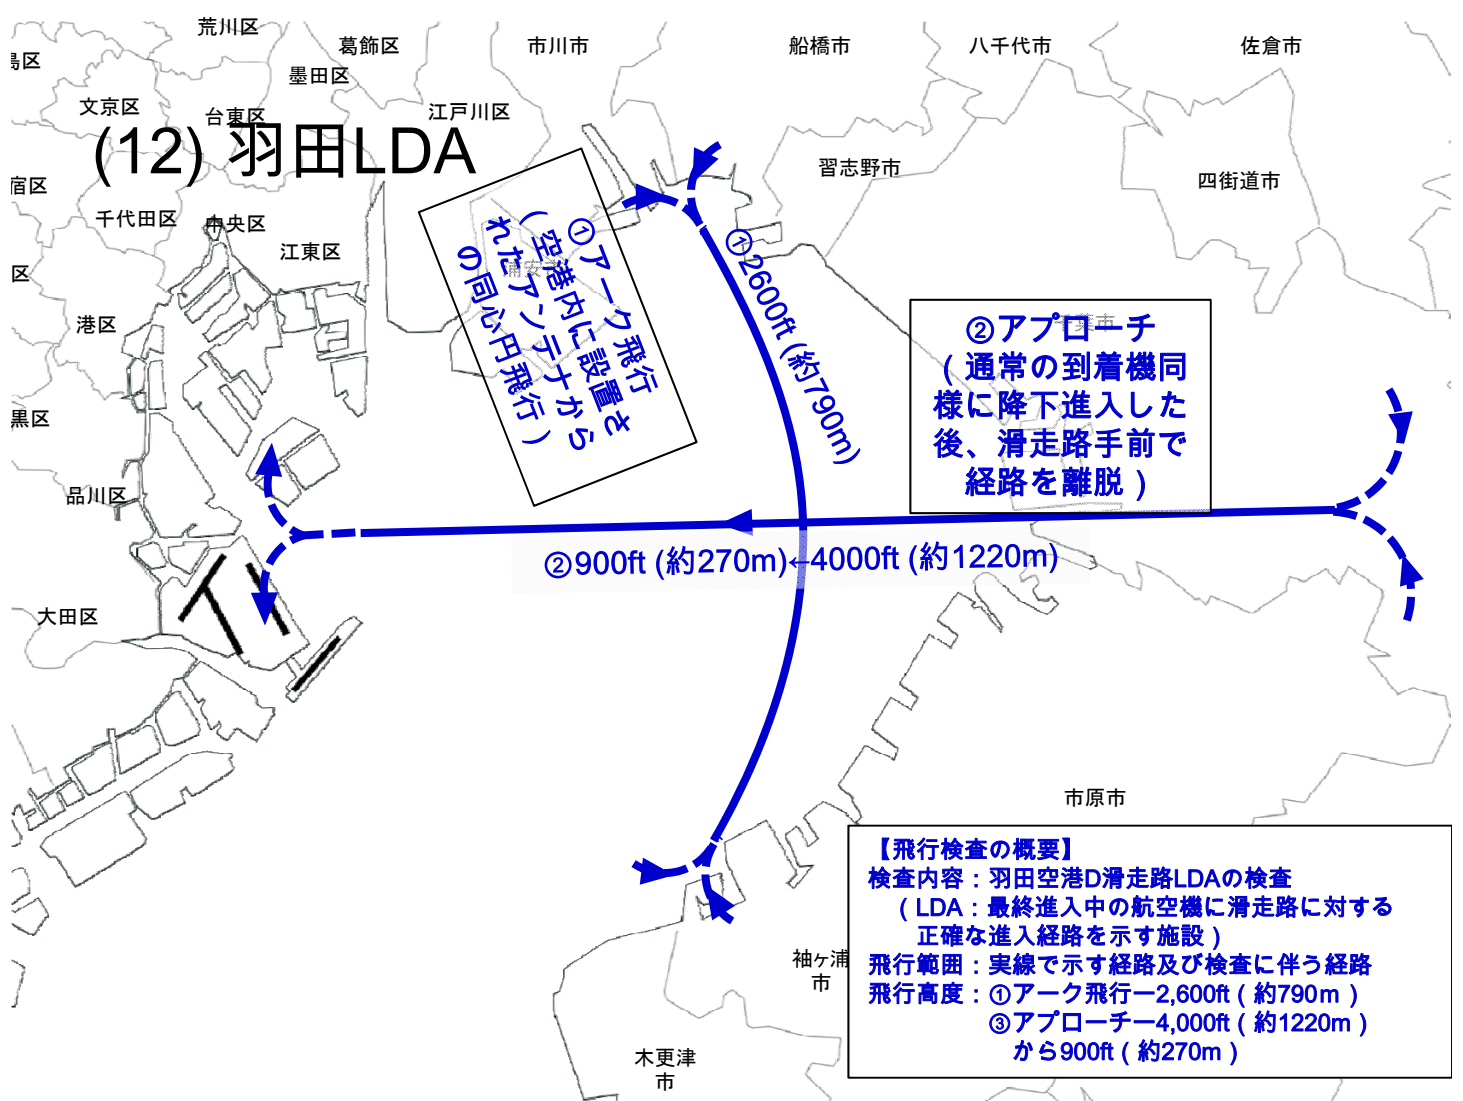 荒川区
葛飾区
市川市
船橋市
八千代市
佐倉市
島区
墨田区
文京区
台東区
江戸川区
(12) 羽田LDA
習志野市
四街道市
宿区
千代田区
中央区
江東区
区
港区
黒区
品川区
大田区
浦安市
①アーク飛行
(空港内に設置さ
れたアンテナから
の同心円飛行)
①2600ft (約790m)
千葉市
②アプローチ
(通常の到着機同
様に降下進入した
後、滑走路手前で
経路を離脱)
②900ft (約270m)←4000ft (約1220m)
市原市
袖ヶ浦
市
木更津
市
【飛行検査の概要】
検査内容：羽田空港D滑走路LDAの検査
(LDA：最終進入中の航空機に滑走路に対する
正確な進入経路を示す施設)
飛行範囲：実線で示す経路及び検査に伴う経路
飛行高度：①アーク飛行ー2,600ft(約790m)
③アプローチー4,000ft(約1220m)
から900ft(約270m)